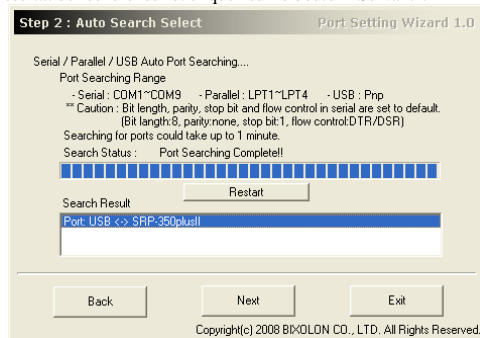 Step 2 : Auto Search Select
Port Setting Wizard 1.0
Serial / Parallel / USB Auto Port Searching....
Port Searching Range
- Serial : COM1~COM9 - Parallel : LPT1~LPT4 - USB : Pnp
** Caution : Bit length, parity, stop bit and flow control in serial are set to default.
(Bit length:8, parity:none, stop bit:1, flow control:DTR/DSR)
Searching for ports could take up to 1 minute.
Search Status : Port Searching Complete!!
Restart
Search Result
Port: USB <-> SRP-350plusII
Back Next Exit
Copyright(c) 2008 BIXOLON CO., LTD. All Rights Reserved.